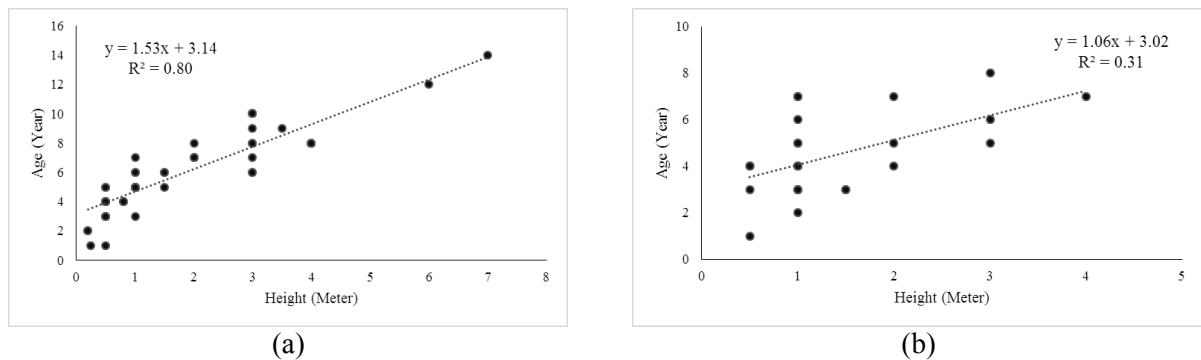 16
14
12
10
8
6
4
2
0
Age (Year)
y = 1.53x + 3.14
R² = 0.80
0 1 2 3 4 5 6 7 8
Height (Meter)
(a)
10
8
6
4
2
0
Age (Year)
y = 1.06x + 3.02
R² = 0.31
0 1 2 3 4 5
Height (Meter)
(b)